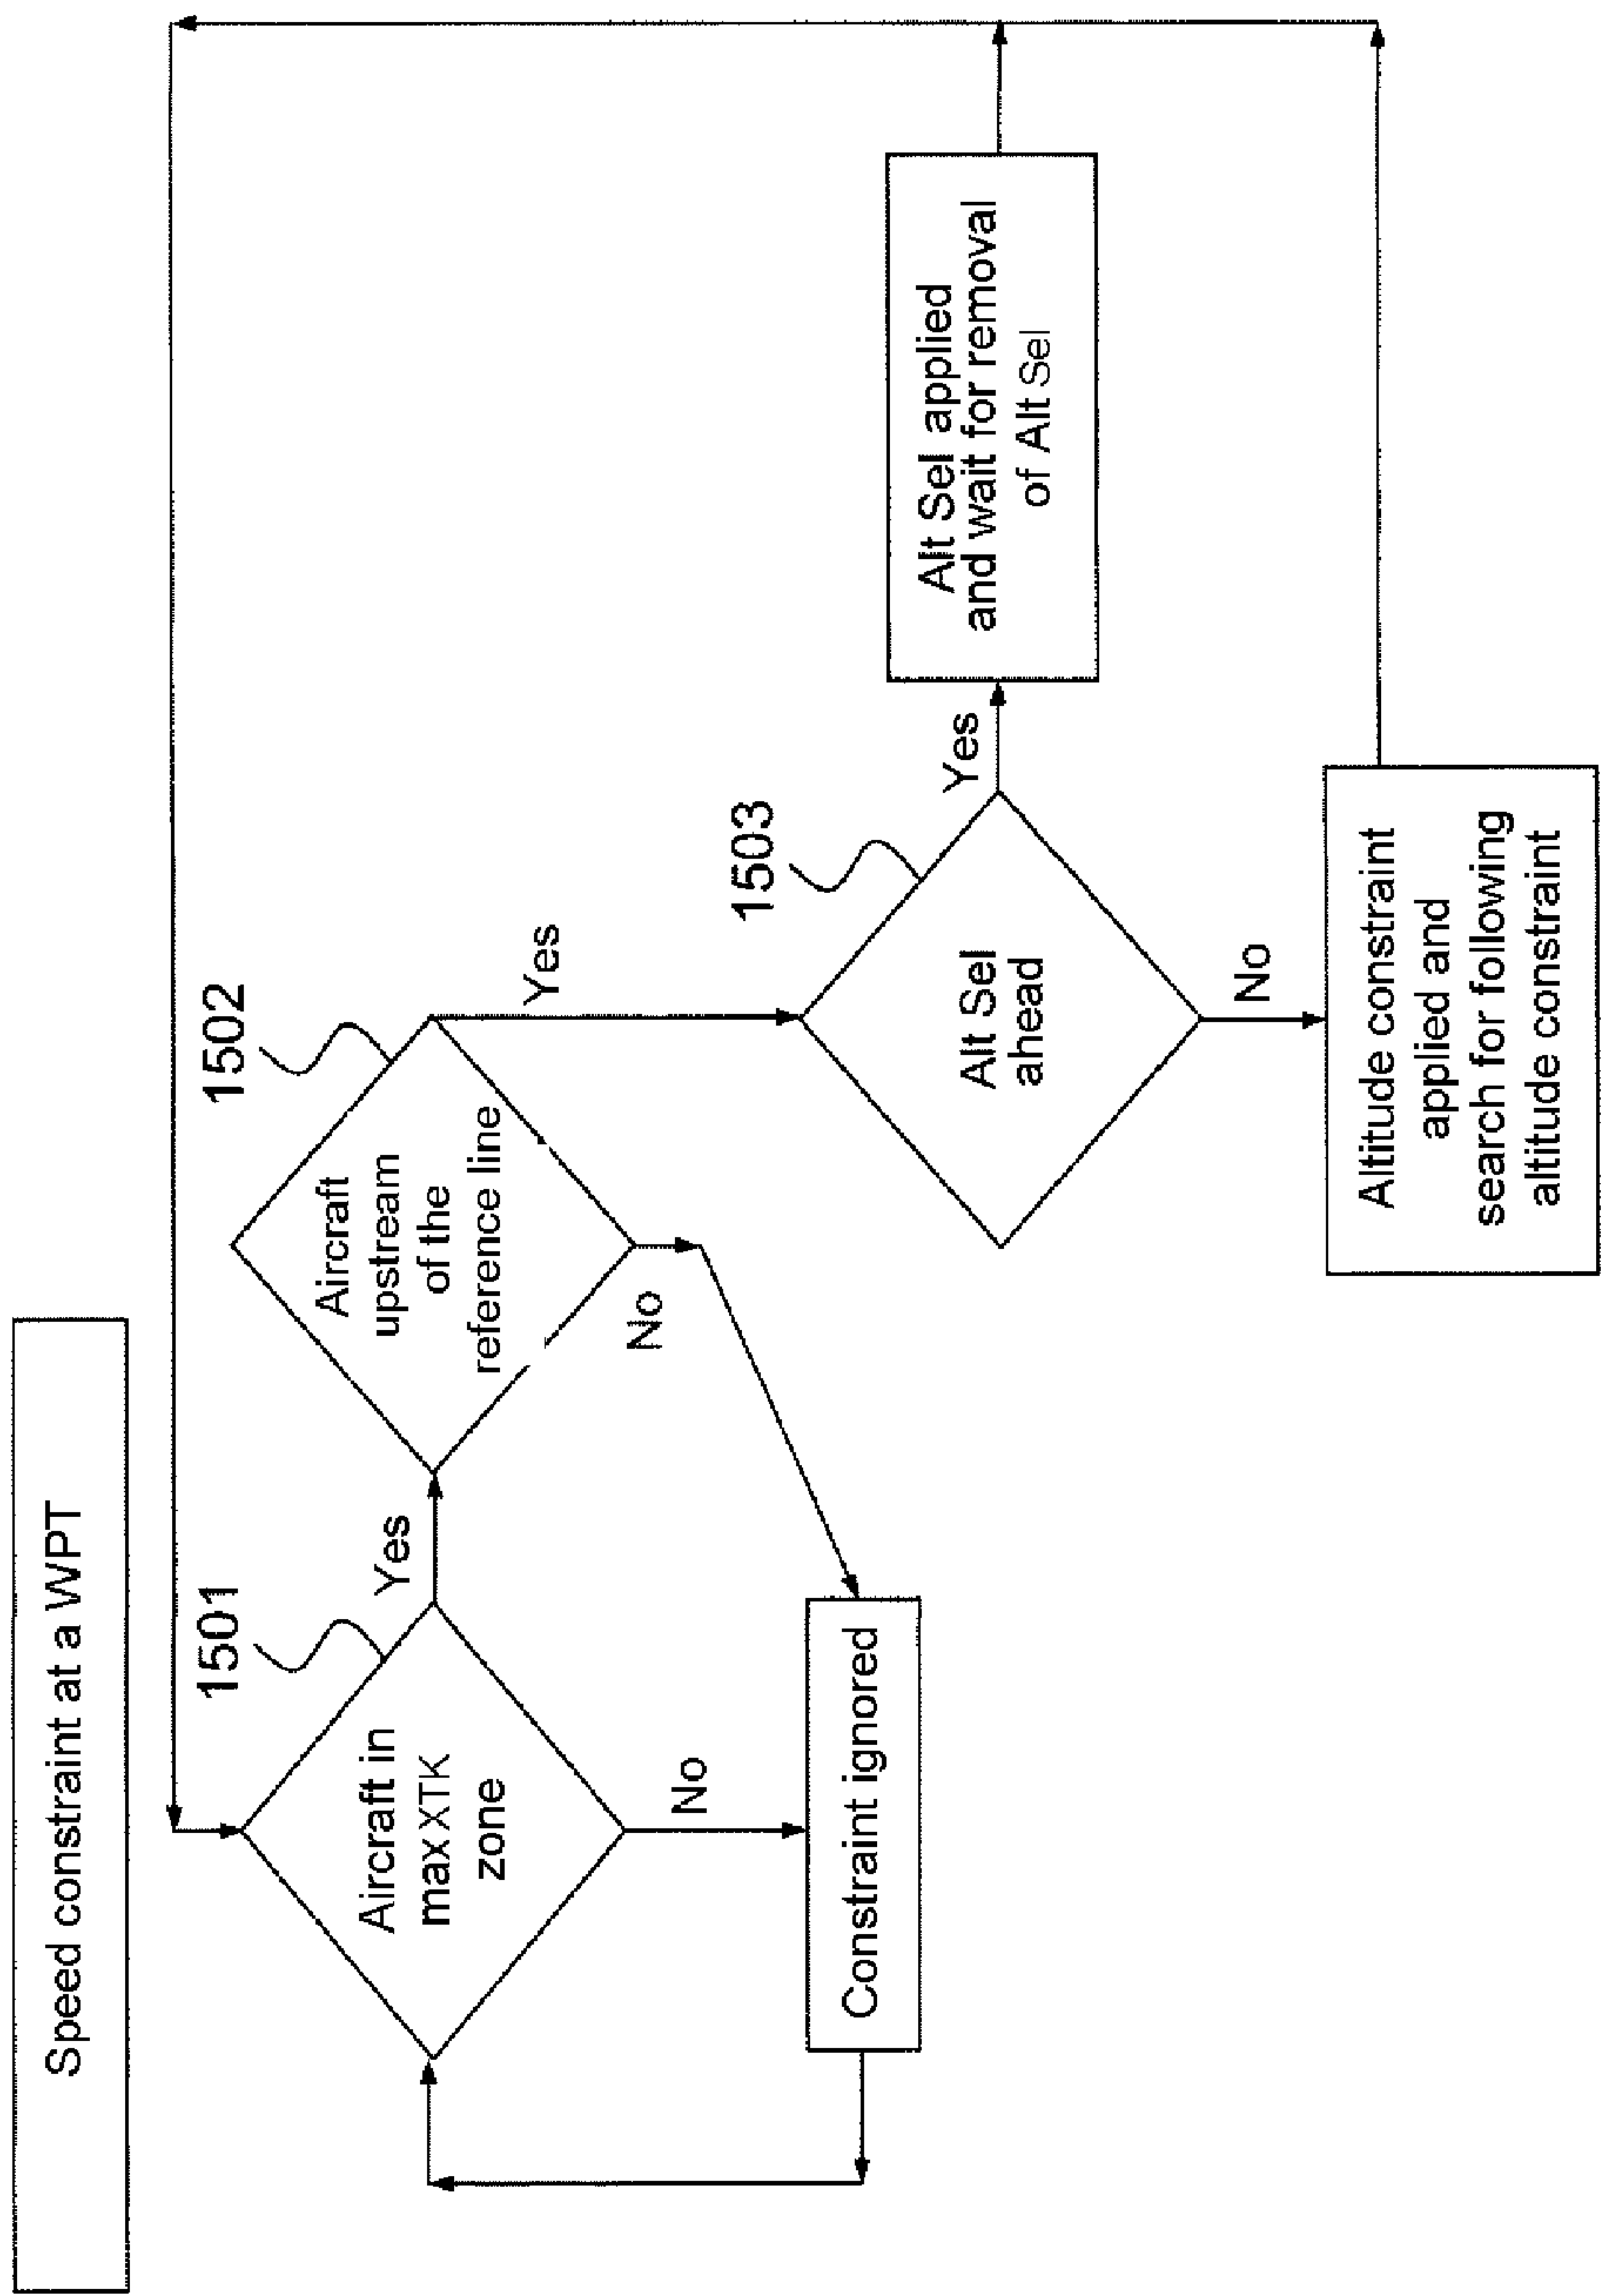 Speed constraint at a WPT
1501
Aircraft in
maxXTK
zone
Yes
No
Constraint ignored
1502
Aircraft
upstream
of the
reference line
Yes
No
1503
Alt Sel
ahead
Yes
No
Alt Sel applied
and wait for removal
of Alt Sel
Altitude constraint
applied and
search for following
altitude constraint